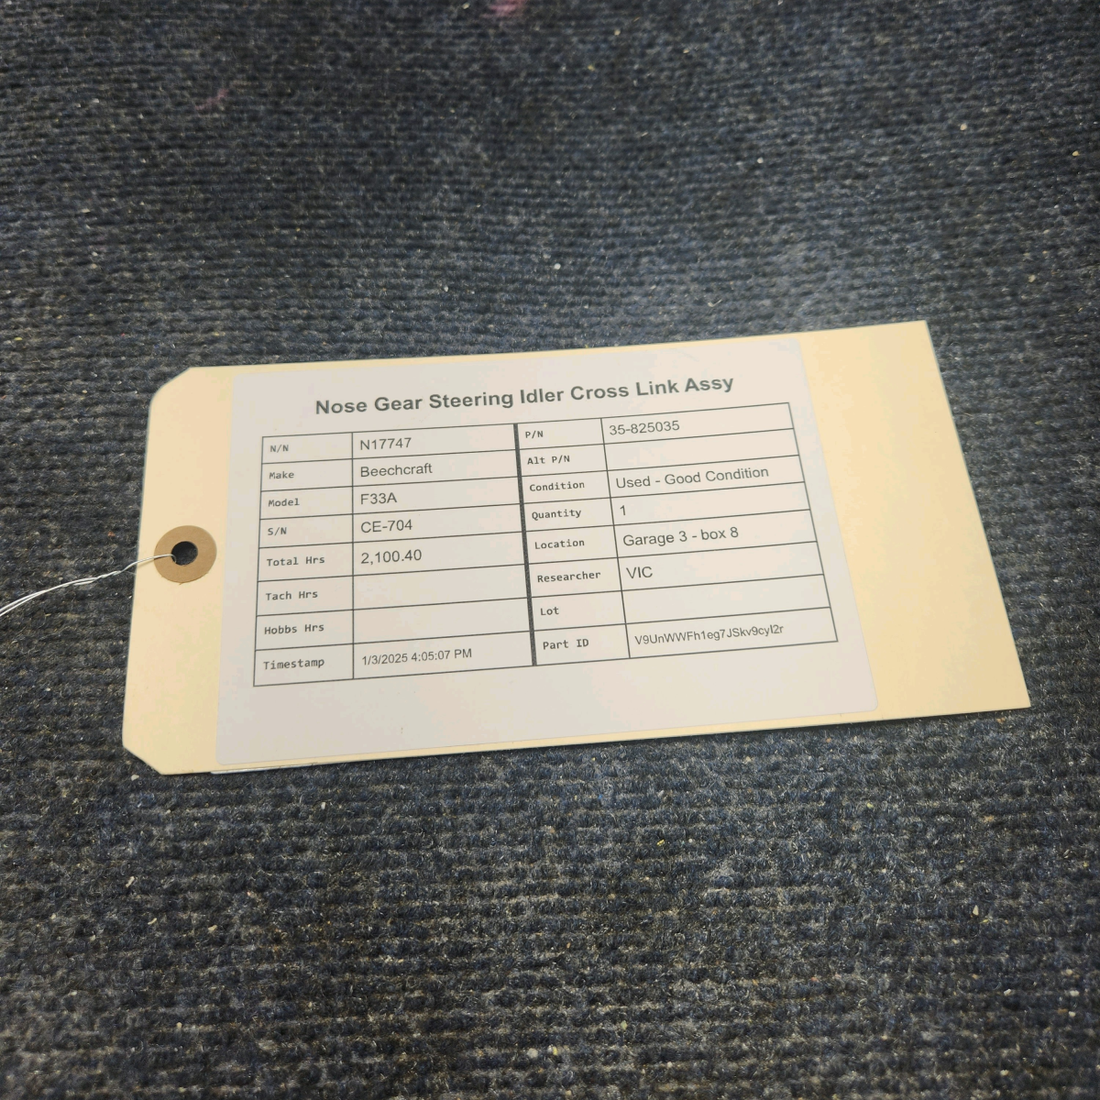 Nose Gear Steering Idler Cross Link Assy
N/N N17747
Make Beechcraft
Model F33A
S/N CE-704
Total Hrs 2,100.40
Tach Hrs
Hobbs Hrs
Timestamp 1/3/2025 4:05:07 PM
P/N 35-825035
Alt P/N
Condition Used - Good Condition
Quantity 1
Location Garage 3 - box 8
Researcher VIC
Lot
Part ID V9UnWWFh1eg7JSkv9cyI2r